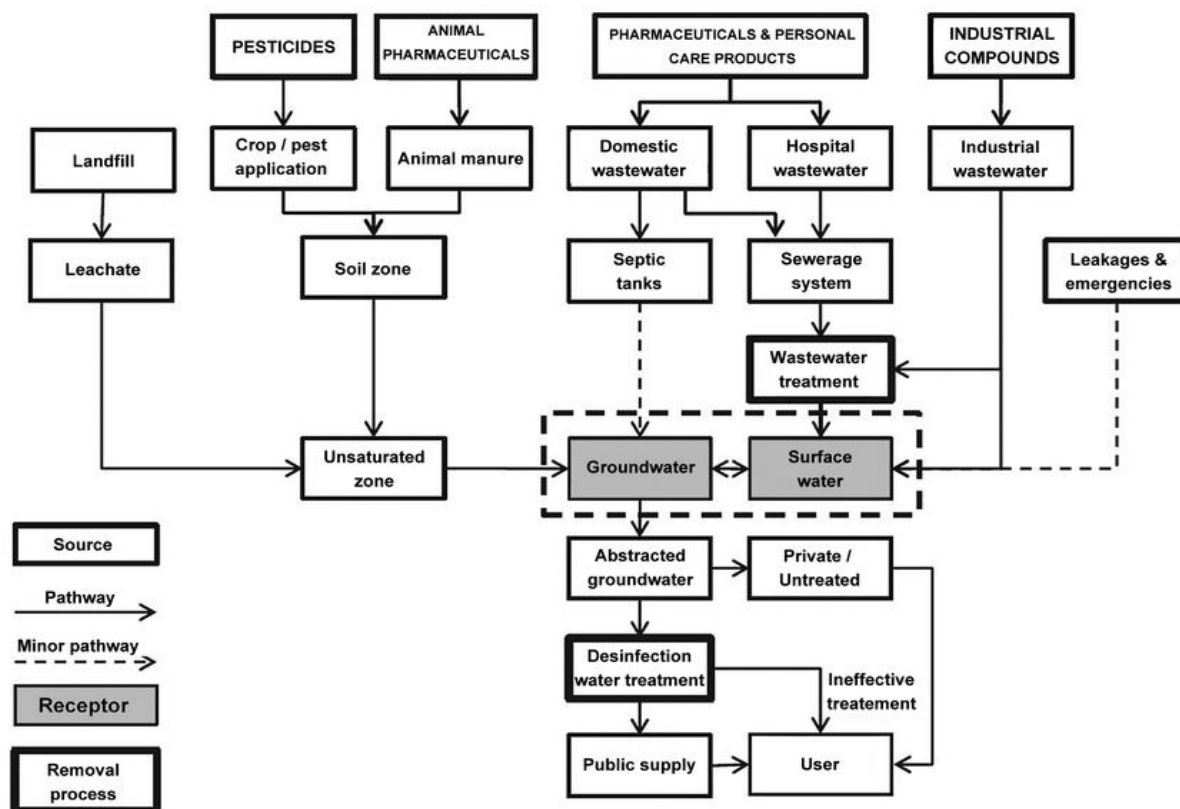 PESTICIDES
ANIMAL
PHARMACEUTICALS
PHARMACEUTICALS & PERSONAL
CARE PRODUCTS
INDUSTRIAL
COMPOUNDS
Landfill
Crop / pest
application
Animal manure
Domestic
wastewater
Hospital
wastewater
Industrial
wastewater
Leachate
Soil zone
Septic
tanks
Sewerage
system
Leakages &
emergencies
Wastewater
treatment
Unsaturated
zone
Groundwater
Surface
water
Source
Pathway
Minor pathway
Receptor
Removal
process
Abstracted
groundwater
Private /
Untreated
Desinfection
water treatment
Ineffective
treatement
Public supply
User